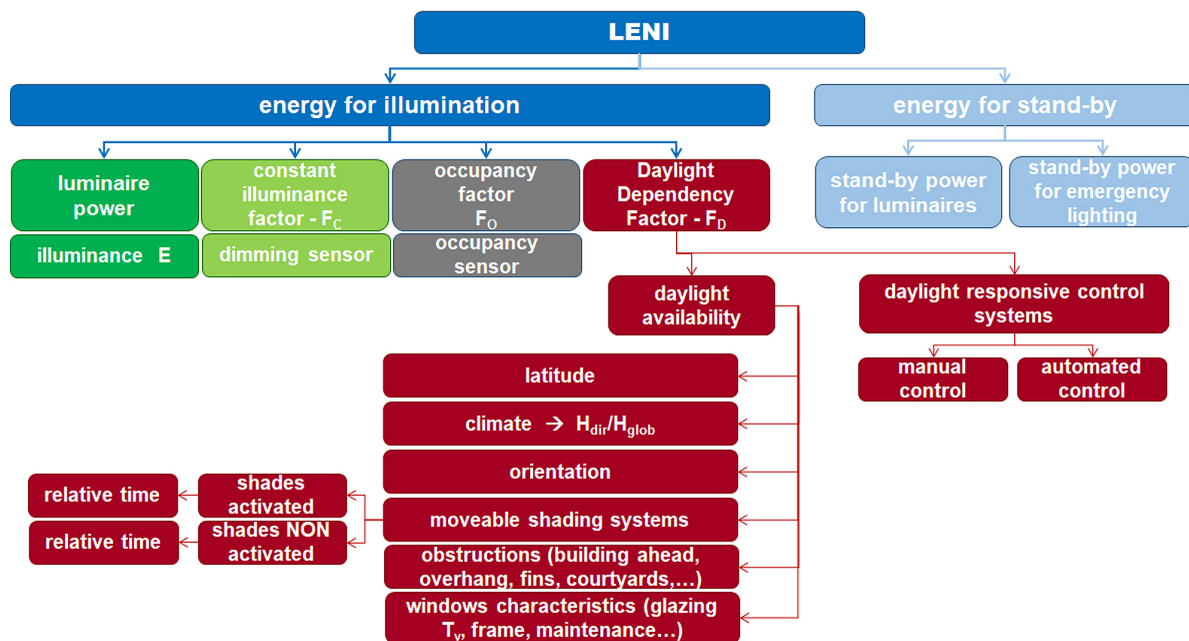 LENI
energy for illumination
energy for stand-by
luminaire
power
constant
illuminance
factor - FC
occupancy
factor
FO
Daylight
Dependency
Factor - FD
stand-by power
for luminaires
stand-by power
for emergency
lighting
illuminance E
dimming sensor
occupancy
sensor
daylight
availability
daylight responsive control
systems
manual
control
automated
control
latitude
climate → Hdir/Hglob
orientation
moveable shading systems
shades
activated
relative time
shades NON
activated
relative time
obstructions (building ahead,
overhang, fins, courtyards,...)
windows characteristics (glazing
Tv, frame, maintenance...)